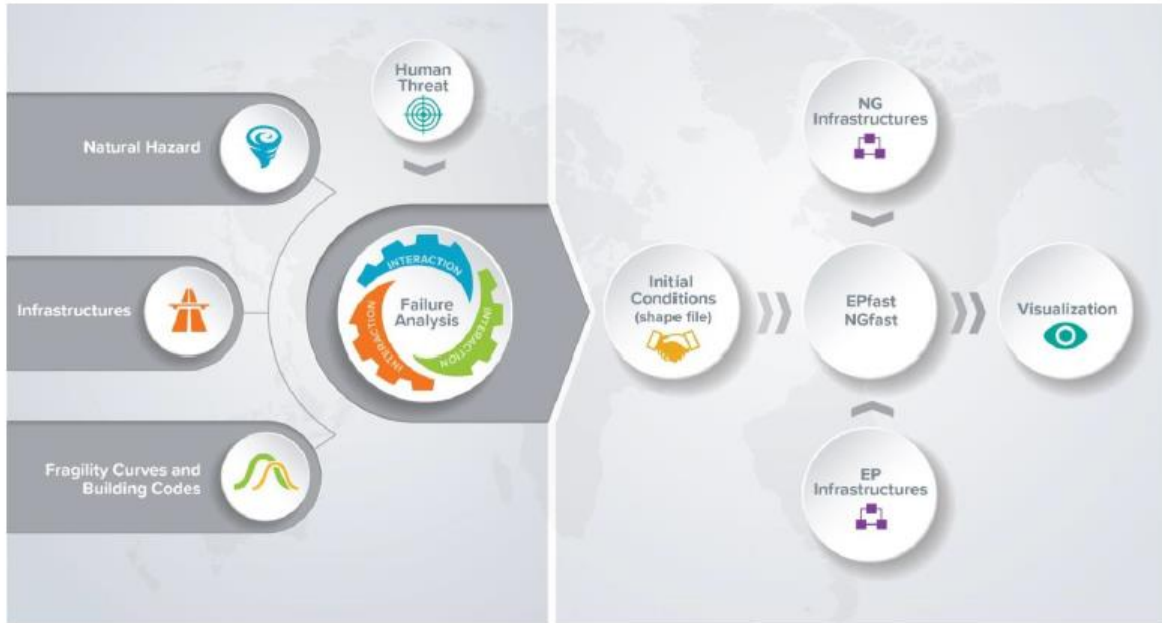 Human
Threat
Natural Hazard
Infrastructures
Fragility Curves and
Building Codes
INTERACTION
INTERACTION
INTERACTION
Failure
Analysis
NG
Infrastructures
Initial
Conditions
(shape file)
EPfast
NGfast
Visualization
EP
Infrastructures